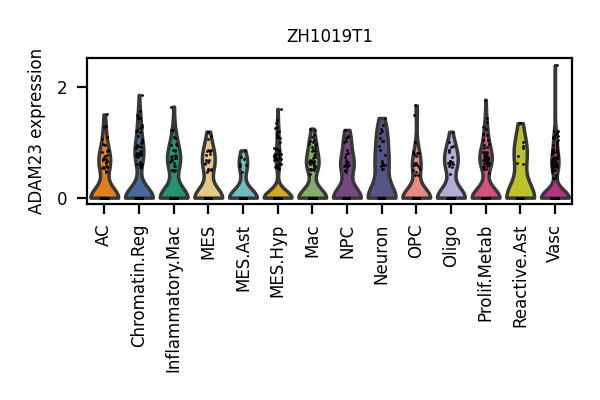 ZH1019T1
ADAM23 expression
2
0
AC
Chromatin.Reg
Inflammatory.Mac
MES
MES.Ast
MES.Hyp
Mac
NPC
Neuron
OPC
Oligo
Prolif.Metab
Reactive.Ast
Vasc